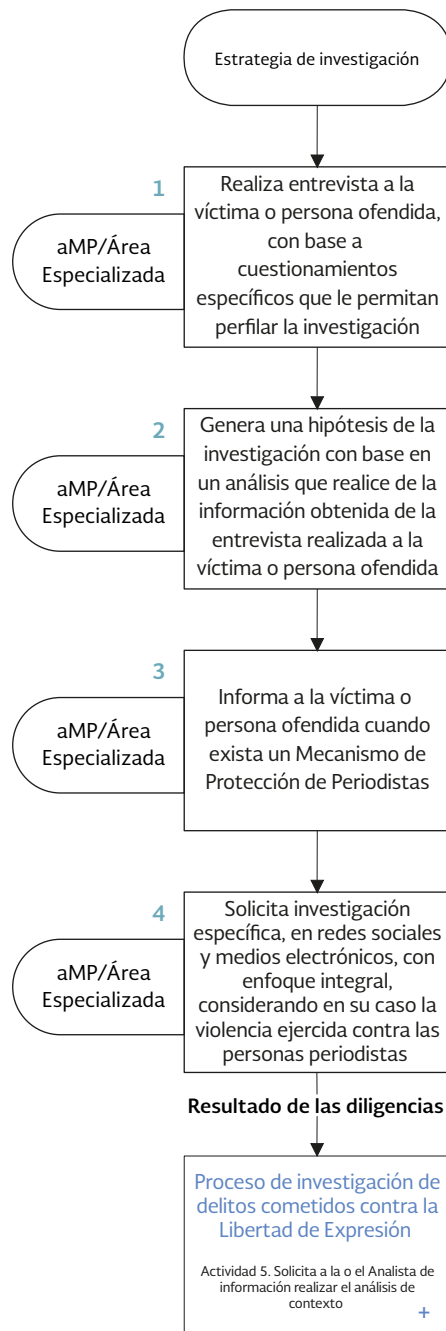 Estrategia de investigación
1
aMP/Área
Especializada
Realiza entrevista a la
víctima o persona ofendida,
con base a
cuestionamientos
específicos que le permitan
perfilar la investigación
2
aMP/Área
Especializada
Genera una hipótesis de la
investigación con base en
un análisis que realice de la
información obtenida de la
entrevista realizada a la
víctima o persona ofendida
3
aMP/Área
Especializada
Informa a la víctima o
persona ofendida cuando
exista un Mecanismo de
Protección de Periodistas
4
aMP/Área
Especializada
Solicita investigación
específica, en redes sociales
y medios electrónicos, con
enfoque integral,
considerando en su caso la
violencia ejercida contra las
personas periodistas
Resultado de las diligencias
Proceso de investigación de
delitos cometidos contra la
Libertad de Expresión
Actividad 5. Solicita a la o el Analista de
información realizar el análisis de
contexto
+